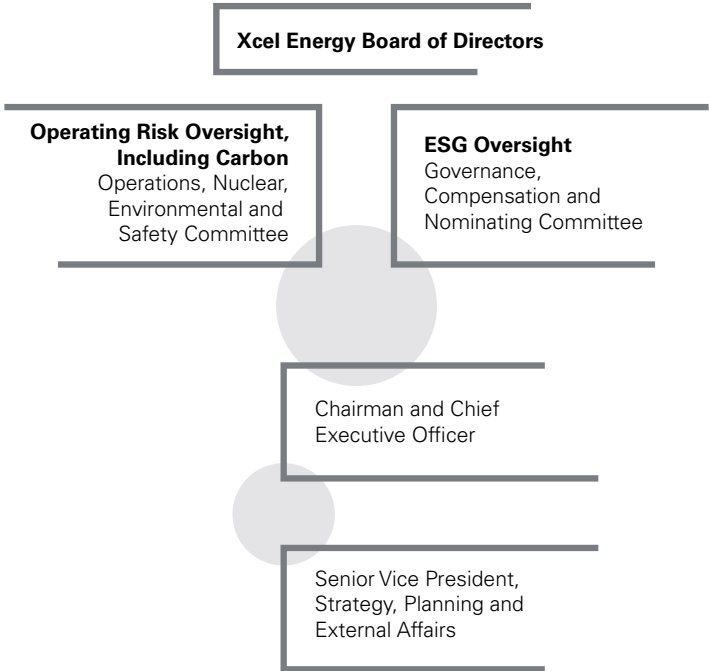 Xcel Energy Board of Directors
Operating Risk Oversight,
Including Carbon
Operations, Nuclear,
Environmental and
Safety Committee
ESG Oversight
Governance,
Compensation and
Nominating Committee
Chairman and Chief
Executive Officer
Senior Vice President,
Strategy, Planning and
External Affairs